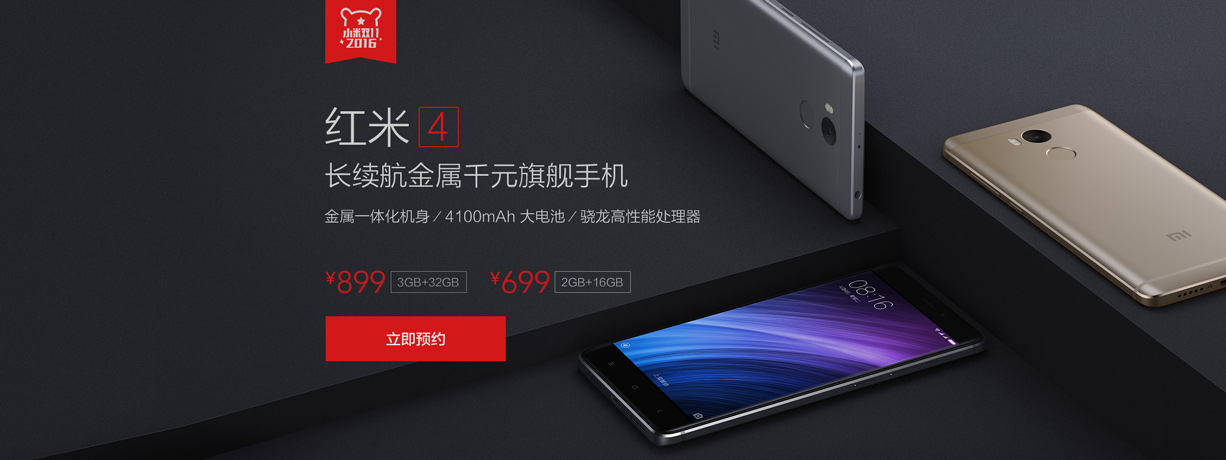 小米双11
2016
红米 4
长续航金属千元旗舰手机
金属一体化机身 / 4100mAh 大电池 / 骁龙高性能处理器
¥899 3GB+32GB ¥699 2GB+16GB
立即预约
08:16